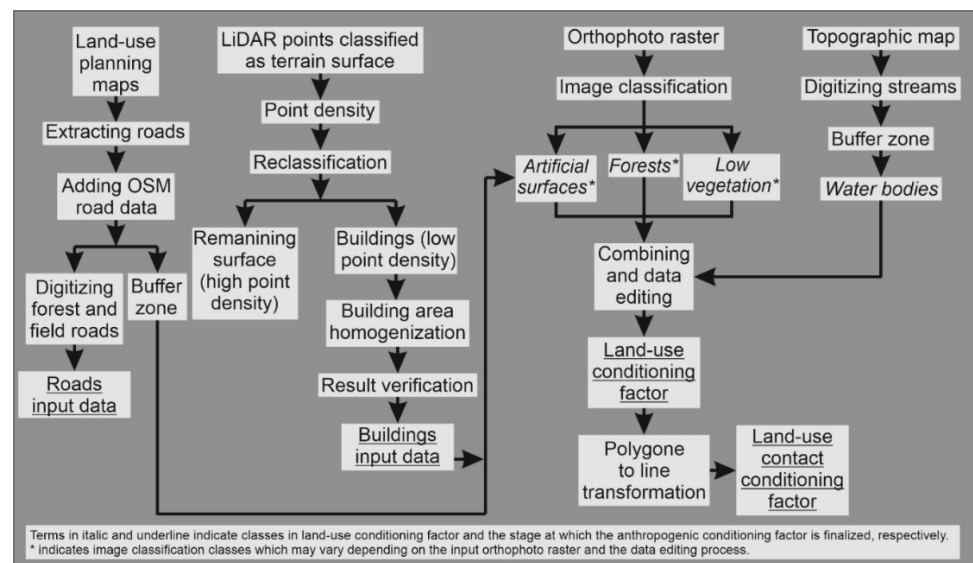 Land-use
planning
maps
Extracting roads
Adding OSM
road data
Digitizing
forest and
field roads
Buffer
zone
Roads
input data
LiDAR points classified
as terrain surface
Point density
Reclassification
Remanining
surface
(high point
density)
Buildings (low
point density)
Building area
homogenization
Result verification
Buildings
input data
Orthophoto raster
Image classification
Artificial
surfaces*
Forests*
Low
vegetation*
Topographic map
Digitizing streams
Buffer zone
Water bodies
Combining
and data
editing
Land-use
conditioning
factor
Polygone
to line
transformation
Land-use
contact
conditioning
factor
Terms in italic and underline indicate classes in land-use conditioning factor and the stage at which the anthropogenic conditioning factor is finalized, respectively.
* indicates image classification classes which may vary depending on the input orthophoto raster and the data editing process.